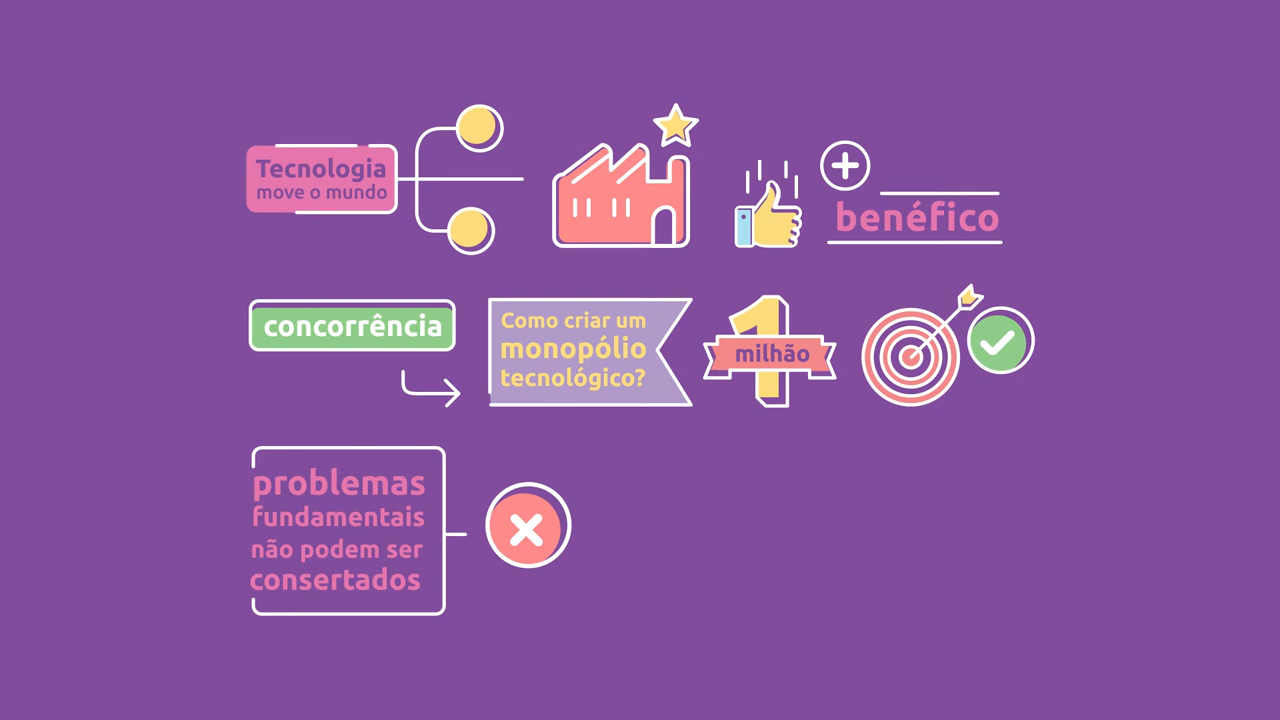 Tecnologia
move o mundo
benéfico
concorrência
Como criar um
monopólio
tecnológico?
1
milhão
problemas
fundamentais
não podem ser
consertados